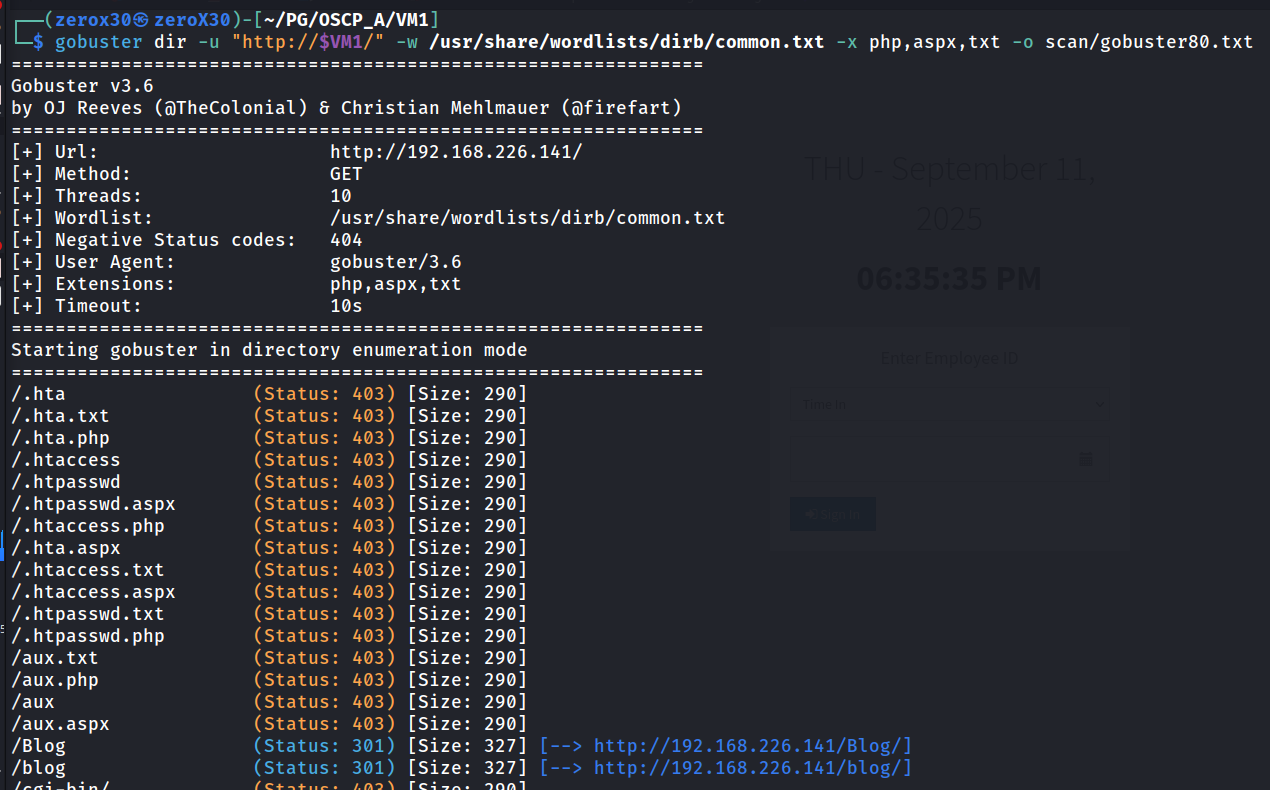 ┌──(zerox30㉿zeroX30)-[~/PG/OSCP_A/VM1]
└─$ gobuster dir -u "http://$VM1/" -w /usr/share/wordlists/dirb/common.txt -x php,aspx,txt -o scan/gobuster80.txt
===============================================================
Gobuster v3.6
by OJ Reeves (@TheColonial) & Christian Mehlmauer (@firefart)
===============================================================
[+] Url:                     http://192.168.226.141/
[+] Method:                  GET
[+] Threads:                 10
[+] Wordlist:                /usr/share/wordlists/dirb/common.txt
[+] Negative Status codes:   404
[+] User Agent:              gobuster/3.6
[+] Extensions:              php,aspx,txt
[+] Timeout:                 10s
===============================================================
Starting gobuster in directory enumeration mode
===============================================================
/.hta                 (Status: 403) [Size: 290]
/.hta.txt             (Status: 403) [Size: 290]
/.hta.php             (Status: 403) [Size: 290]
/.htaccess            (Status: 403) [Size: 290]
/.htpasswd            (Status: 403) [Size: 290]
/.htpasswd.aspx       (Status: 403) [Size: 290]
/.htaccess.php        (Status: 403) [Size: 290]
/.hta.aspx            (Status: 403) [Size: 290]
/.htaccess.txt        (Status: 403) [Size: 290]
/.htaccess.aspx       (Status: 403) [Size: 290]
/.htpasswd.txt        (Status: 403) [Size: 290]
/.htpasswd.php        (Status: 403) [Size: 290]
/aux.txt              (Status: 403) [Size: 290]
/aux.php              (Status: 403) [Size: 290]
/aux                  (Status: 403) [Size: 290]
/aux.aspx             (Status: 403) [Size: 290]
/Blog                 (Status: 301) [Size: 327] [--> http://192.168.226.141/Blog/]
/blog                 (Status: 301) [Size: 327] [--> http://192.168.226.141/blog/]
/cgi-bin/             (Status: 403) [Size: 290]
THU - September 11,
2025
06:35:35 PM
Enter Employee ID
Time In
Sign In